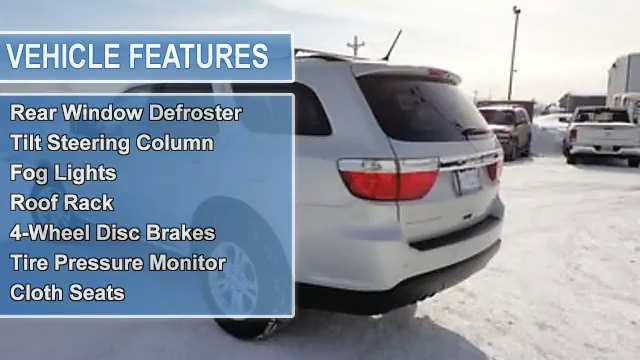 VEHICLE FEATURES
Rear Window Defroster
Tilt Steering Column
Fog Lights
Roof Rack
4-Wheel Disc Brakes
Tire Pressure Monitor
Cloth Seats